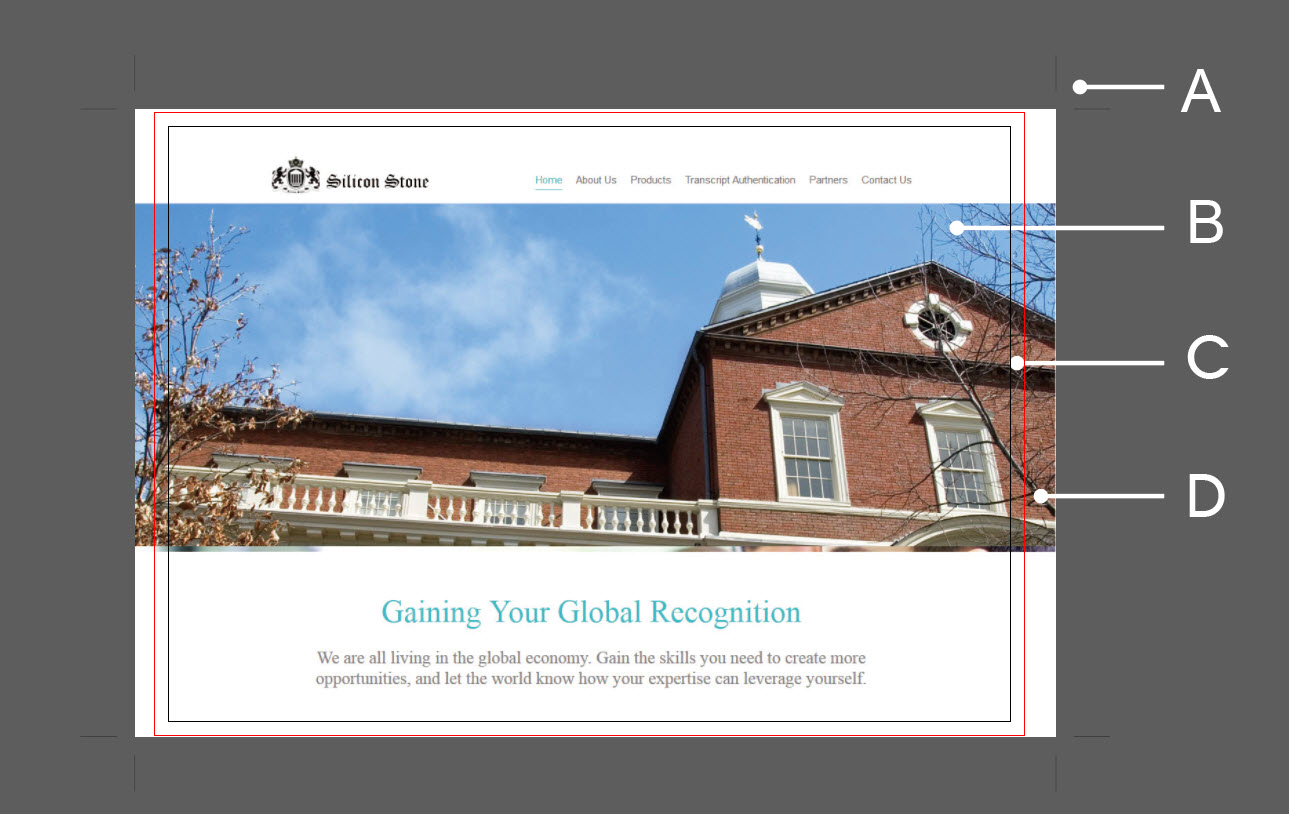 A
Silicon Stone
Home About Us Products Transcript Authentication Partners Contact Us
B
C
D
Gaining Your Global Recognition
We are all living in the global economy. Gain the skills you need to create more
opportunities, and let the world know how your expertise can leverage yourself.